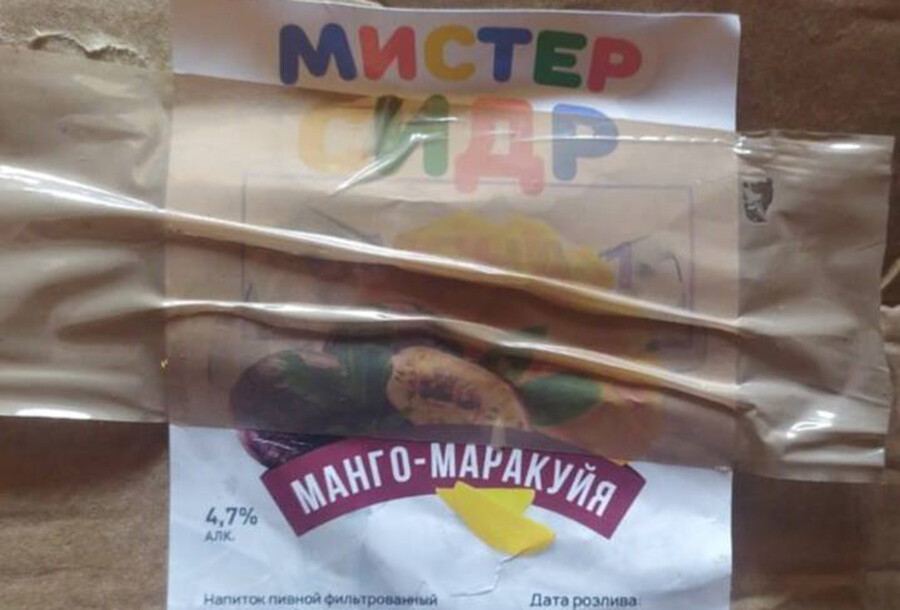 МИСТЕР
СИДР
МАНГО-МАРАКУЙЯ
4,7%
АЛК.
Напиток пивной фильтрованный
Дата розлива: